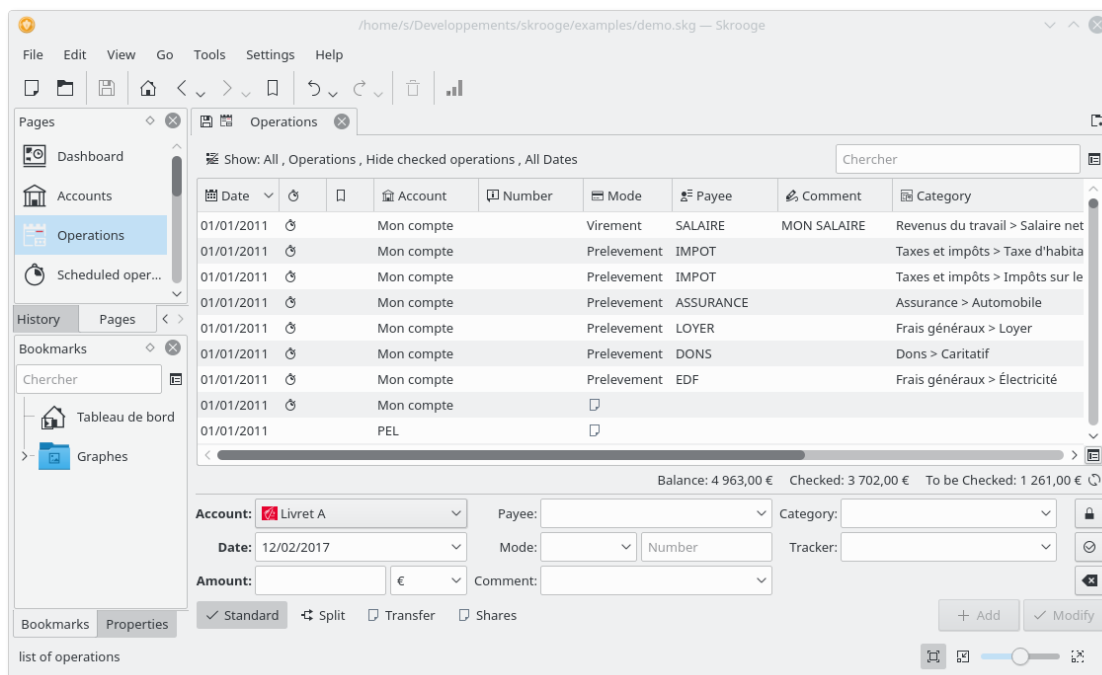 /home/s/Developpements/skrooge/examples/demo.skg — Skrooge
File Edit View Go Tools Settings Help
Pages
Dashboard
Accounts
Operations
Scheduled oper...
History Pages
Bookmarks
Chercher
Tableau de bord
Graphes
Bookmarks Properties
Operations
Show: All , Operations , Hide checked operations , All Dates Chercher
Date Account Number Mode Payee Comment Category
01/01/2011 Mon compte Virement SALAIRE MON SALAIRE Revenus du travail > Salaire net
01/01/2011 Mon compte Prelevement IMPOT Taxes et impôts > Taxe d'habita
01/01/2011 Mon compte Prelevement IMPOT Taxes et impôts > Impôts sur le
01/01/2011 Mon compte Prelevement ASSURANCE Assurance > Automobile
01/01/2011 Mon compte Prelevement LOYER Frais généraux > Loyer
01/01/2011 Mon compte Prelevement DONS Dons > Caritatif
01/01/2011 Mon compte Prelevement EDF Frais généraux > Électricité
01/01/2011 Mon compte
01/01/2011 PEL
Balance: 4 963,00 € Checked: 3 702,00 € To be Checked: 1 261,00 €
Account: Livret A Payee: Category:
Date: 12/02/2017 Mode: Number Tracker:
Amount: € Comment:
Standard Split Transfer Shares + Add Modify
list of operations